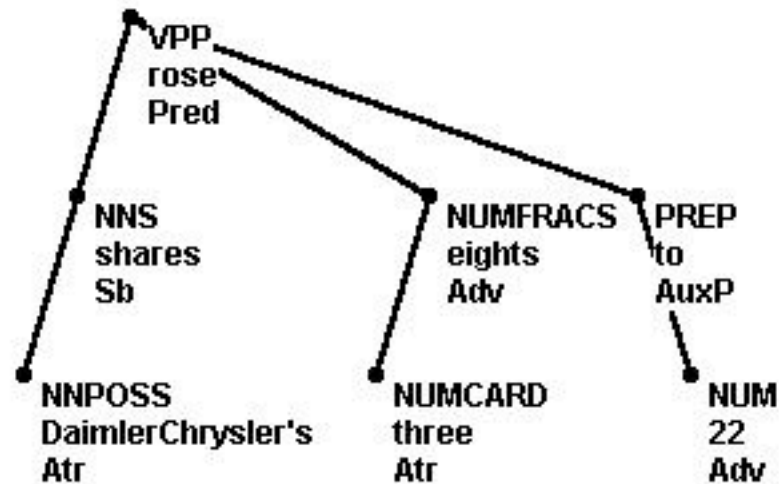 VPP
rose
Pred
NNS
shares
Sb
NUMFRACS
eights
Adv
PREP
to
AuxP
NNPOSS
DaimlerChrysler's
Atr
NUMCARD
three
Atr
NUM
22
Adv